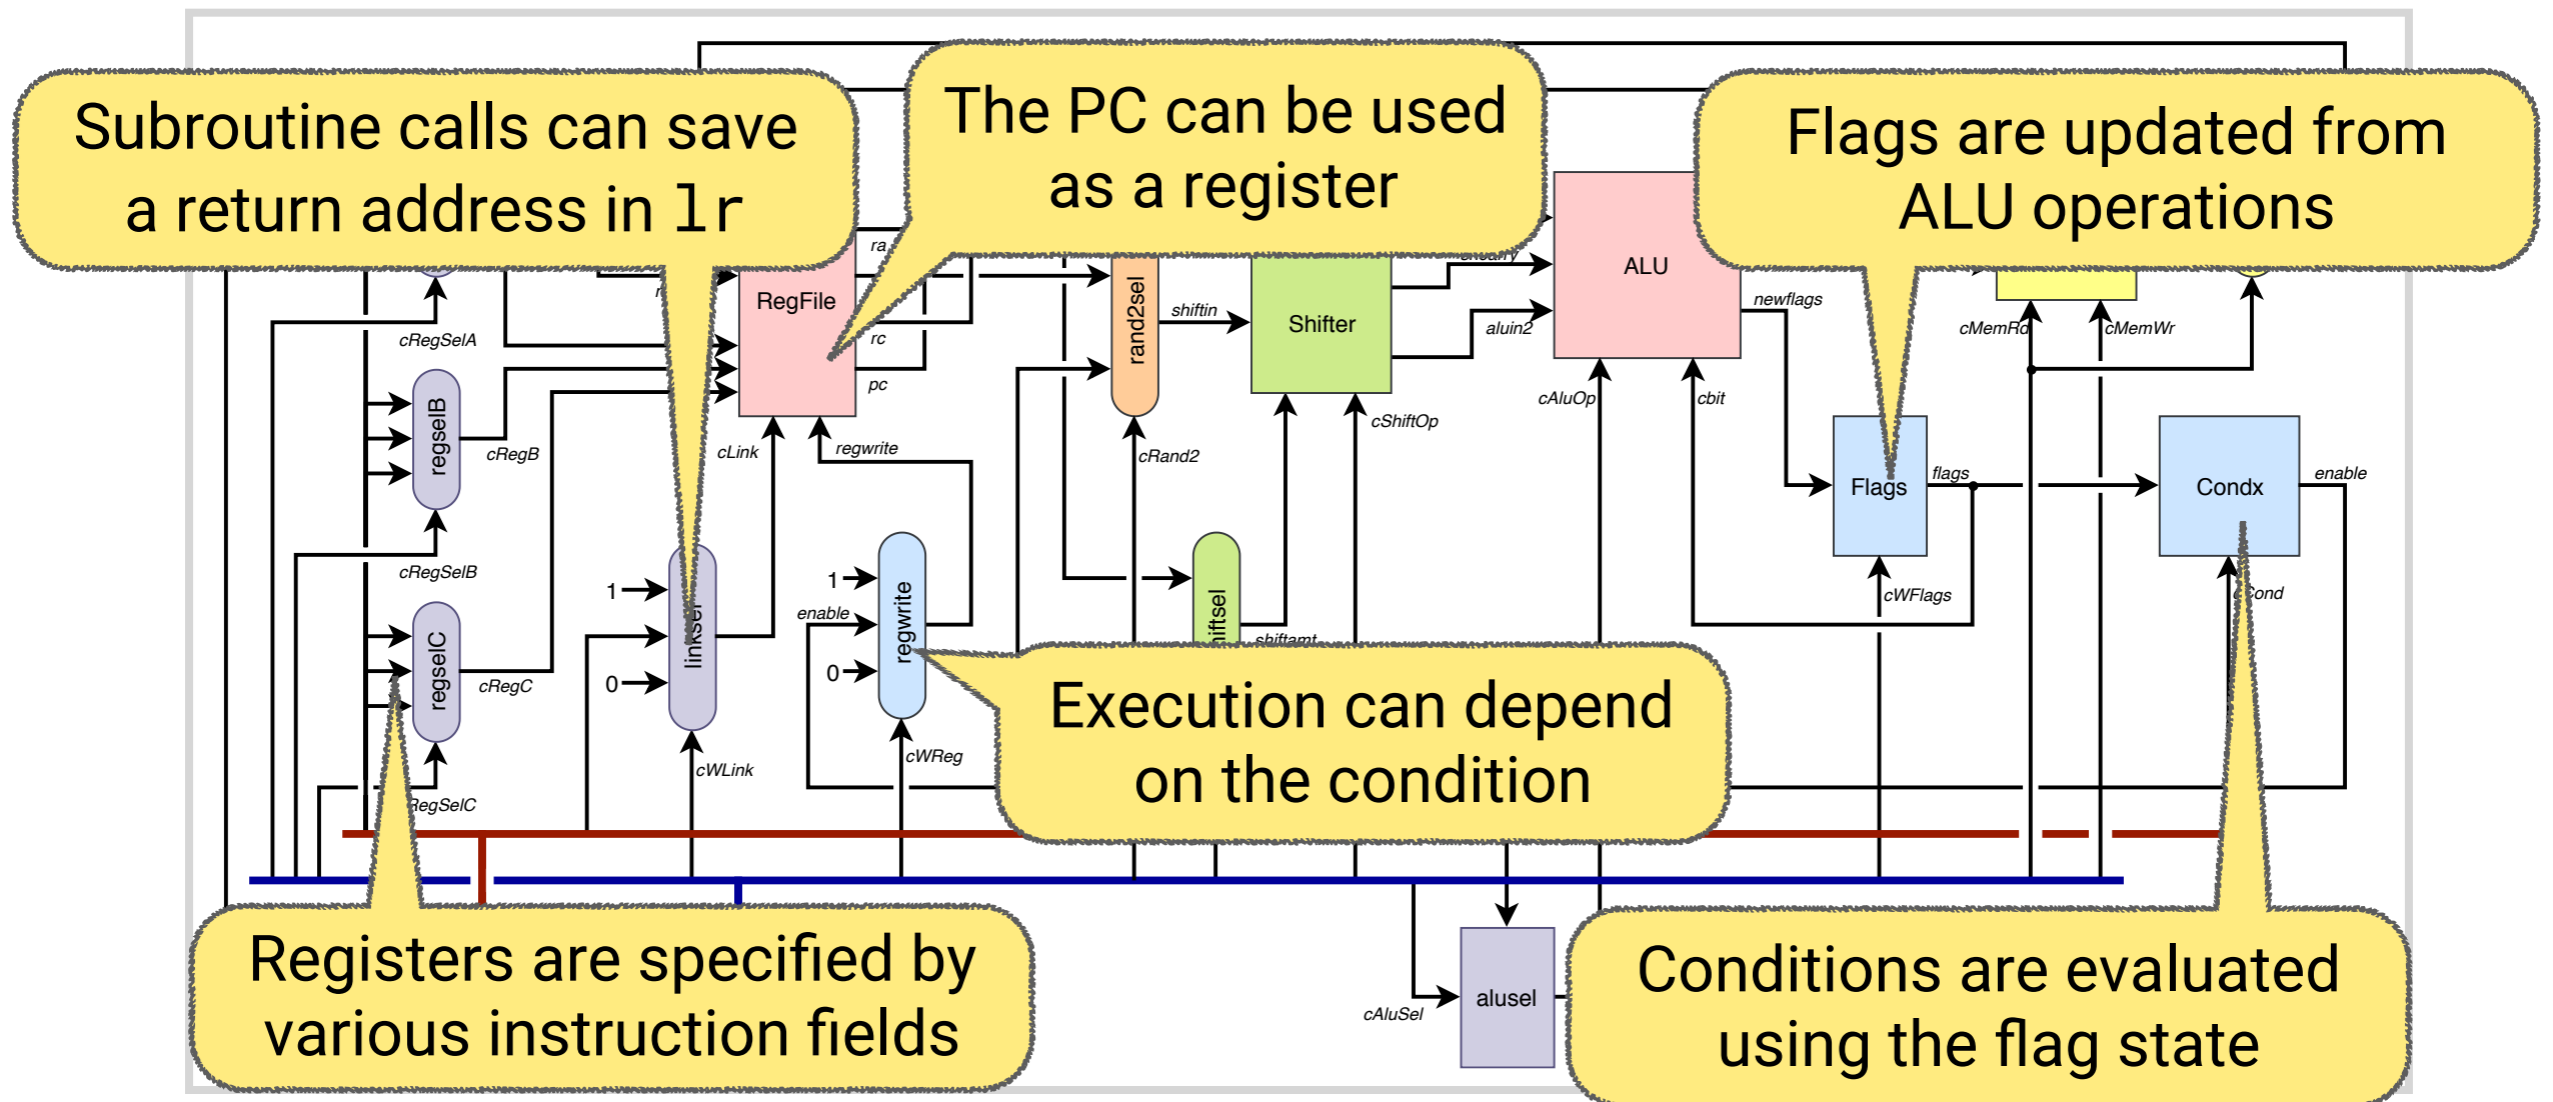 Subroutine calls can save
a return address in lr
The PC can be used
as a register
Flags are updated from
ALU operations
ra
RegFile
rc
pc
cRegSelA
regselB
cRegB
cRegSelB
regselC
cRegC
cLink
regwrite
1
0
linksel
cWLink
1
enable
0
regwrite
cWReg
rand2sel
shiftin
cRand2
Shifter
aluin2
cShiftOp
shiftamt
ALU
newflags
cAluOp
cbit
cMemRd
cMemWr
Flags
flags
cWFlags
Condx
enable
Execution can depend
on the condition
Registers are specified by
various instruction fields
cAluSel
alusel
Conditions are evaluated
using the flag state